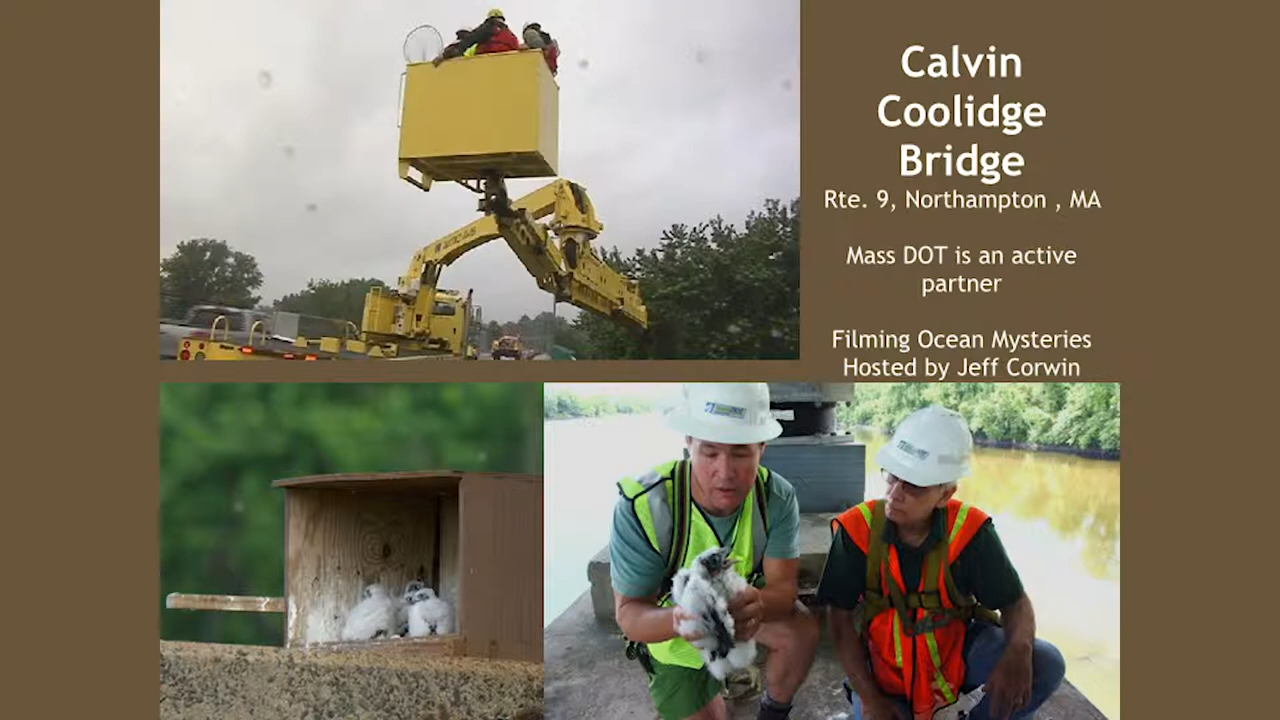 Calvin
Coolidge
Bridge
Rte. 9, Northampton , MA
Mass DOT is an active
partner
Filming Ocean Mysteries
Hosted by Jeff Corwin